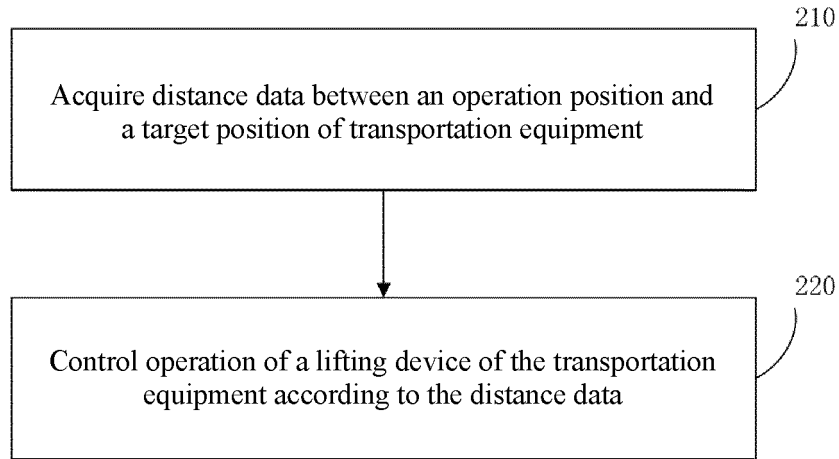 210
Acquire distance data between an operation position and
a target position of transportation equipment
220
Control operation of a lifting device of the transportation
equipment according to the distance data